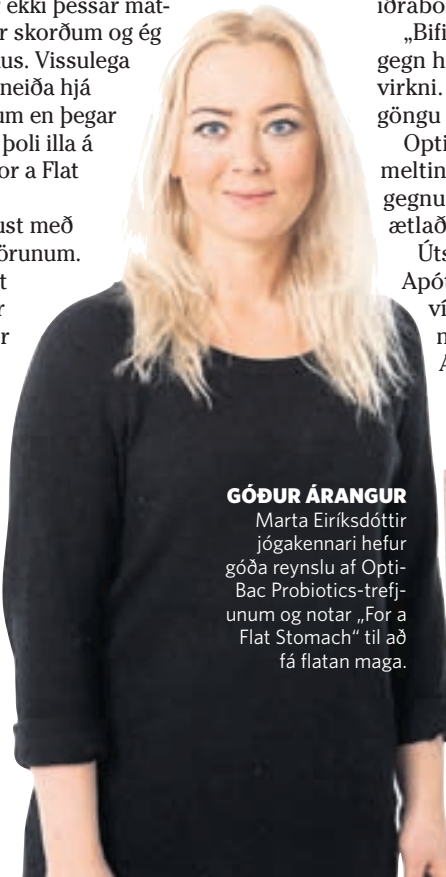 ekki þessar mat-
r skorðum og ég
us. Vissulega
neiða hjá
um en þegar
þoli illa á
or a Flat
ust með
örunum.
t
r
r
iðrabó
„Bifi
gegn h
virkni.
göngu
Opti
meltin
gegnu
ætlað
Úts
Apót
ví
n
A
GÓÐUR ÁRANGUR
Marta Eiríksdóttir
jógakennari hefur
góða reynslu af Opti-
Bac Probiotics-trefj-
unum og notar „For a
Flat Stomach“ til að
fá flatan maga.